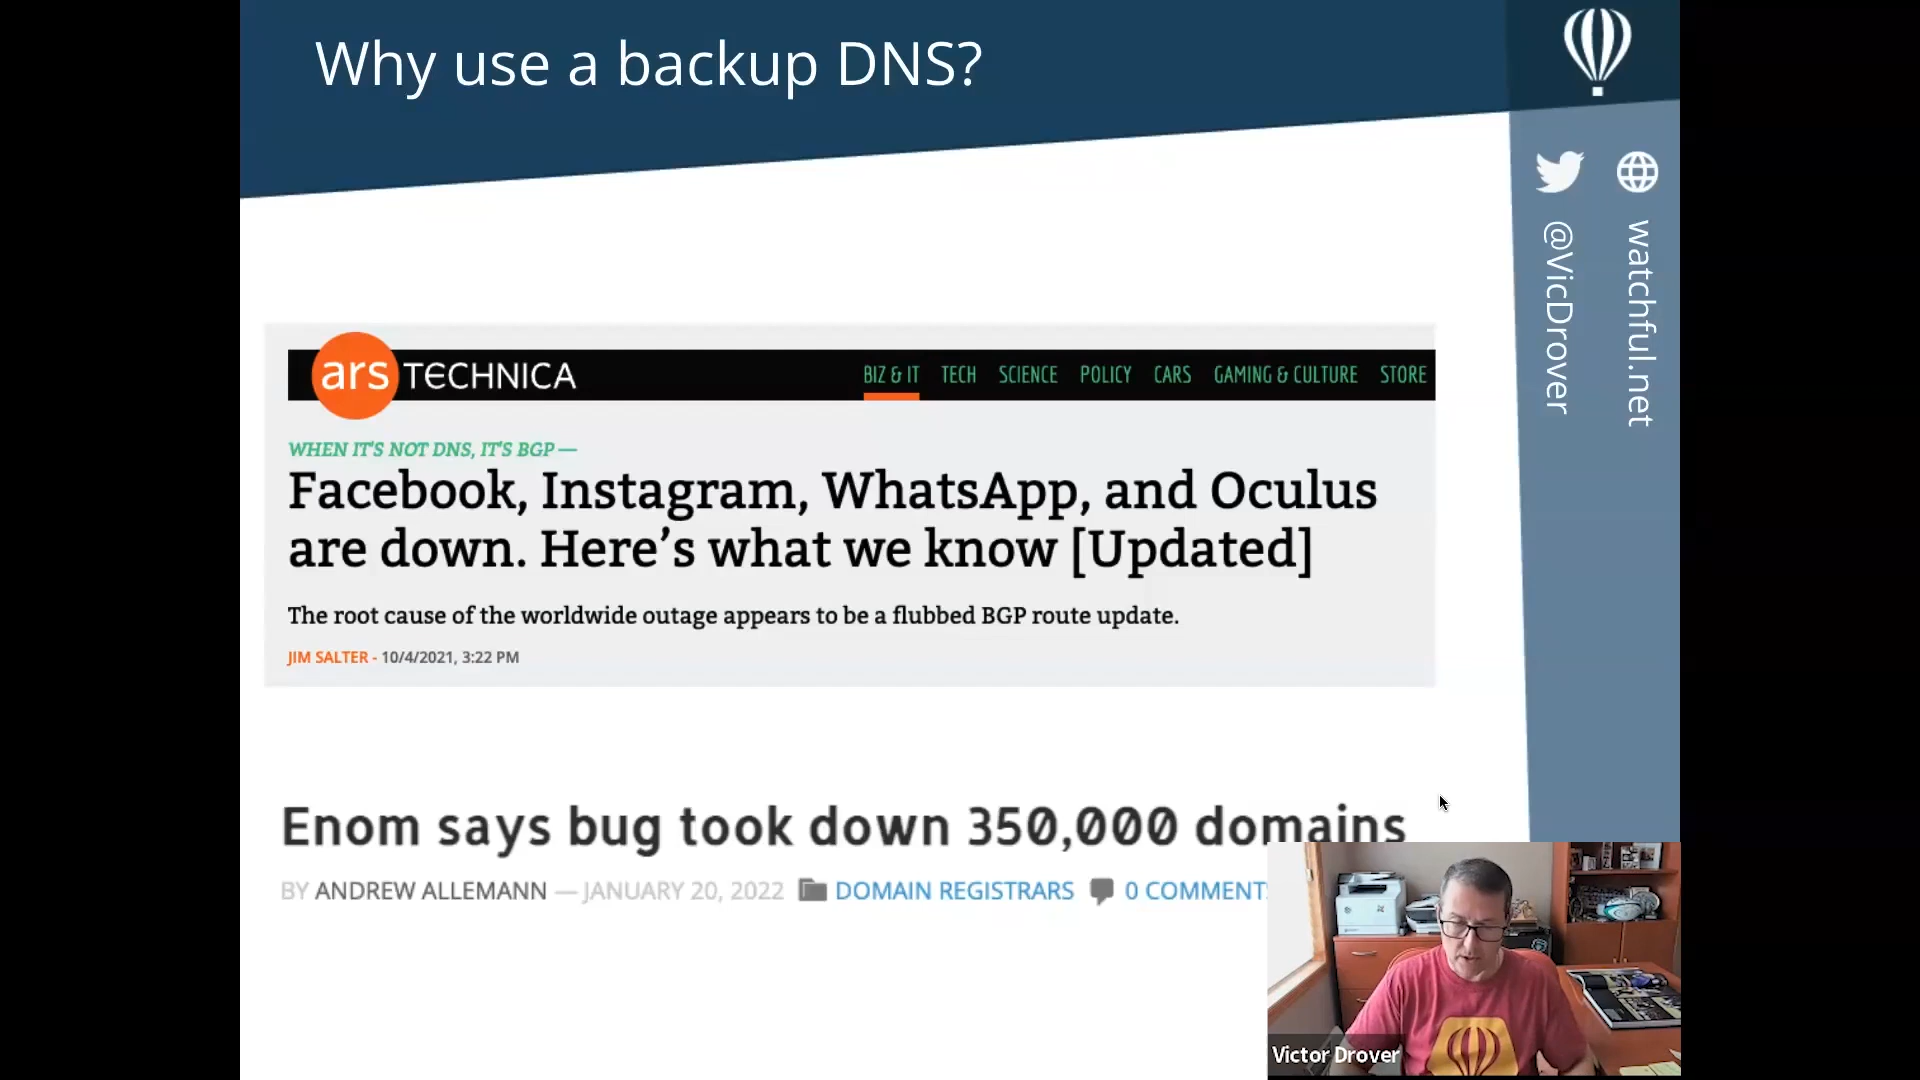 Why use a backup DNS?
@VicDrover
watchful.net
ars TECHNICA
BIZ & IT TECH SCIENCE POLICY CARS GAMING & CULTURE STORE
WHEN IT'S NOT DNS, IT'S BGP —
Facebook, Instagram, WhatsApp, and Oculus
are down. Here’s what we know [Updated]
The root cause of the worldwide outage appears to be a flubbed BGP route update.
JIM SALTER - 10/4/2021, 3:22 PM
Enom says bug took down 350,000 domains
BY ANDREW ALLEMANN — JANUARY 20, 2022 DOMAIN REGISTRARS 0 COMMENT
Victor Drover